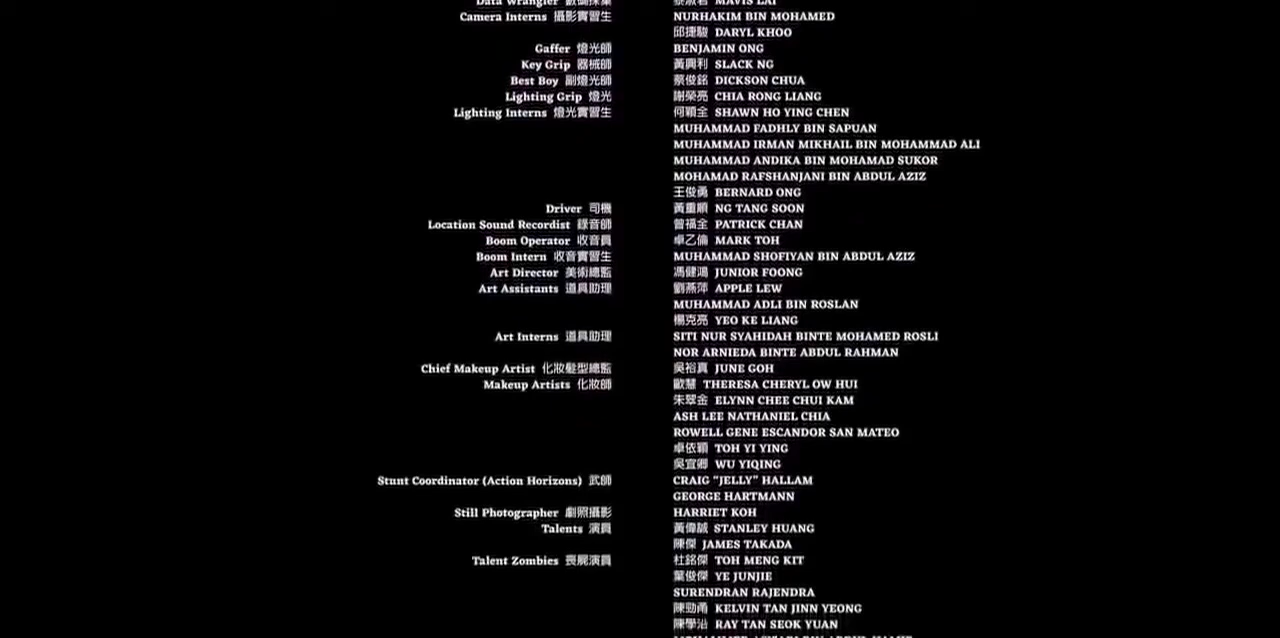 Data Wrangler 數碼採集 MAVIS LAI
Camera Interns 攝影實習生 NURHAKIM BIN MOHAMED
邱捷駿 DARYL KHOO
Gaffer 燈光師 BENJAMIN ONG
Key Grip 器械師 黃興利 SLACK NG
Best Boy 副燈光師 蔡俊銘 DICKSON CHUA
Lighting Grip 燈光 謝榮亮 CHIA RONG LIANG
Lighting Interns 燈光實習生 何穎全 SHAWN HO YING CHEN
MUHAMMAD FADHLY BIN SAPUAN
MUHAMMAD IRMAN MIKHAIL BIN MOHAMMAD ALI
MUHAMMAD ANDIKA BIN MOHAMAD SUKOR
MOHAMAD RAFSHANJANI BIN ABDUL AZIZ
王俊勇 BERNARD ONG
Driver 司機 黃重順 NG TANG SOON
Location Sound Recordist 錄音師 曾福全 PATRICK CHAN
Boom Operator 收音員 卓乙倫 MARK TOH
Boom Intern 收音實習生 MUHAMMAD SHOFIYAN BIN ABDUL AZIZ
Art Director 美術總監 馮健鴻 JUNIOR FOONG
Art Assistants 道具助理 劉燕萍 APPLE LEW
MUHAMMAD ADLI BIN ROSLAN
楊克亮 YEO KE LIANG
Art Interns 道具助理 SITI NUR SYAHIDAH BINTE MOHAMED ROSLI
NOR ARNIEDA BINTE ABDUL RAHMAN
Chief Makeup Artist 化妝髮型總監 吳裕真 JUNE GOH
Makeup Artists 化妝師 歐慧 THERESA CHERYL OW HUI
朱翠金 ELYNN CHEE CHUI KAM
ASH LEE NATHANIEL CHIA
ROWELL GENE ESCANDOR SAN MATEO
卓依穎 TOH YI YING
吳宜卿 WU YIQING
Stunt Coordinator (Action Horizons) 武師 CRAIG "JELLY" HALLAM
GEORGE HARTMANN
Still Photographer 劇照攝影 HARRIET KOH
Talents 演員 黃偉誠 STANLEY HUANG
陳傑 JAMES TAKADA
Talent Zombies 喪屍演員 杜銘傑 TOH MENG KIT
葉俊傑 YE JUNJIE
SURENDRAN RAJENDRA
陳勁甬 KELVIN TAN JINN YEONG
RAY TAN SEOK YUAN